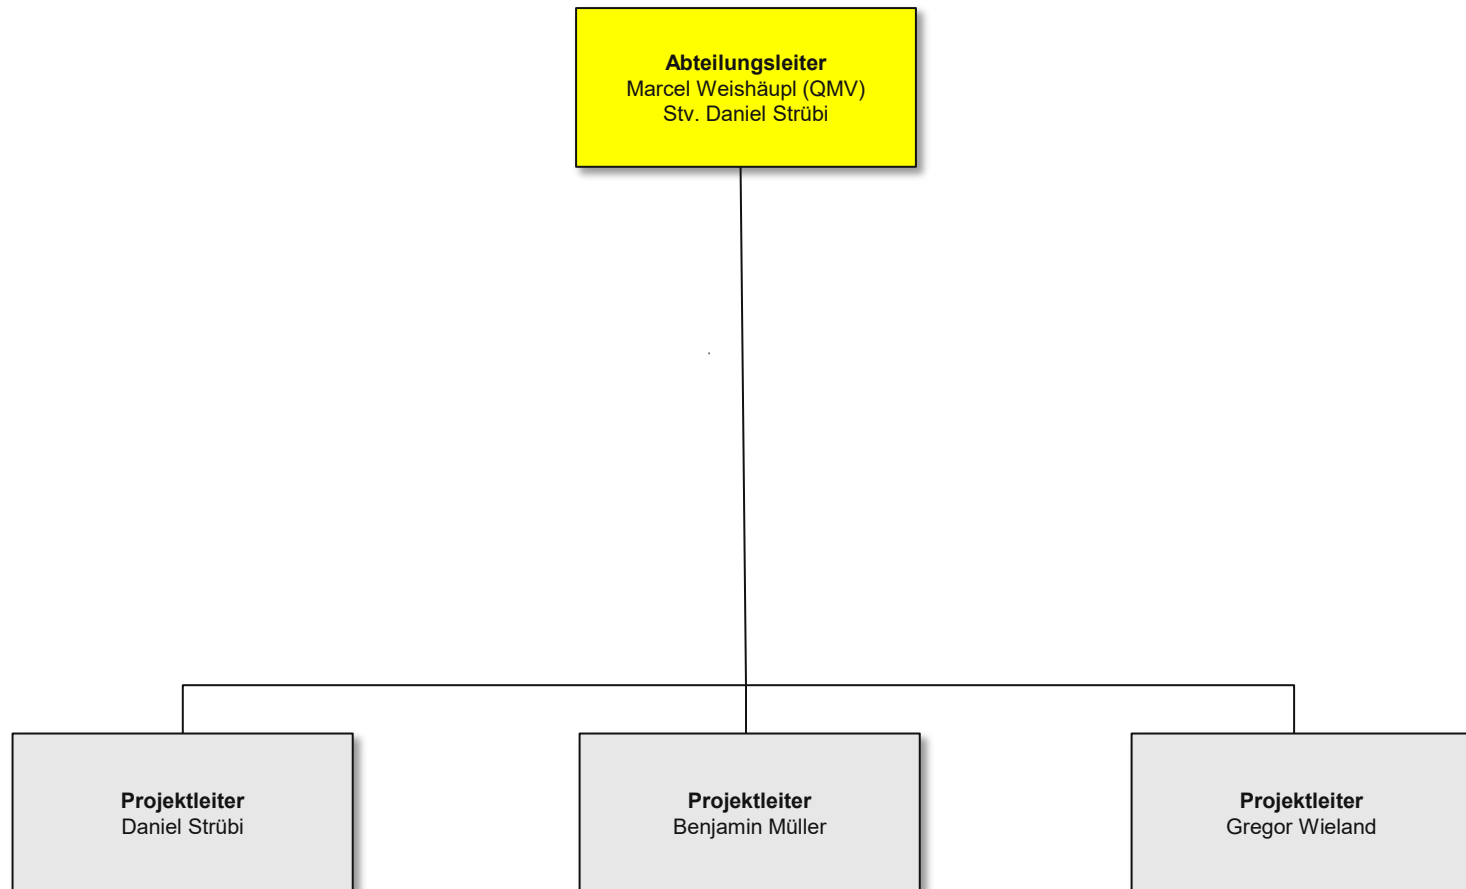 Abteilungsleiter
Marcel Weishäupl (QMV)
Stv. Daniel Strübi
Projektleiter
Daniel Strübi
Projektleiter
Benjamin Müller
Projektleiter
Gregor Wieland